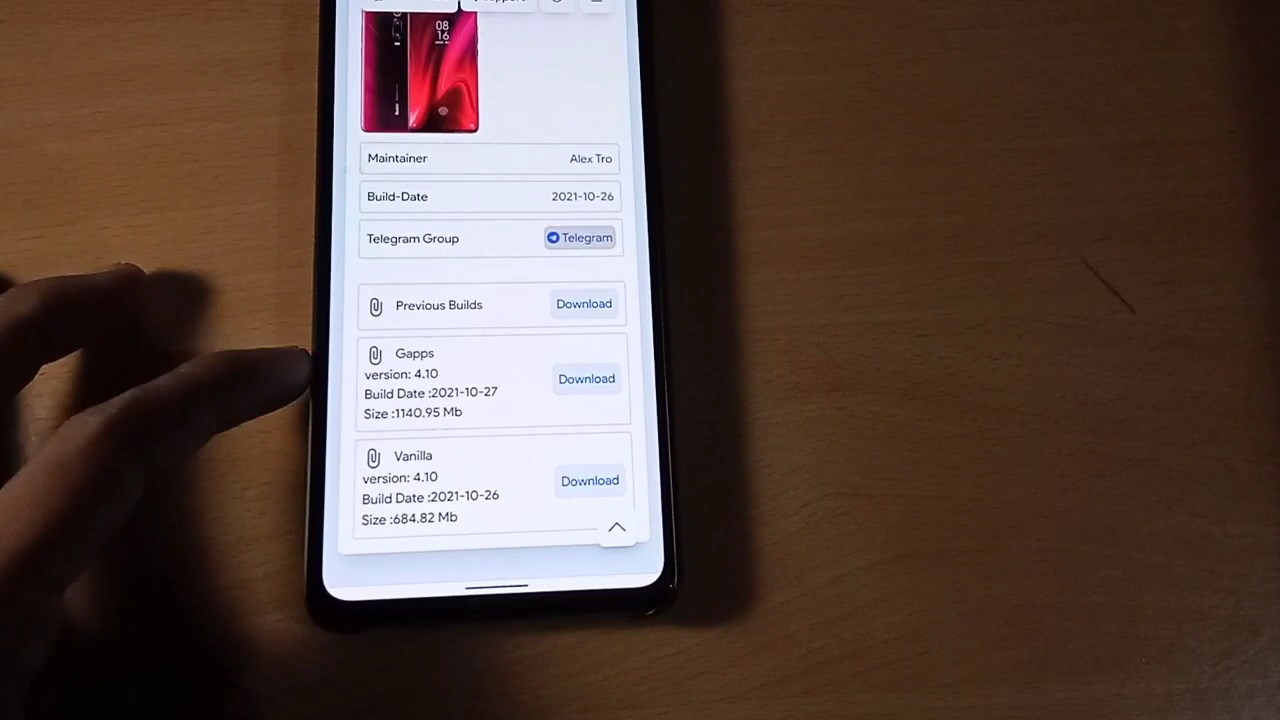 08
16
Maintainer Alex Tro
Build-Date 2021-10-26
Telegram Group Telegram
Previous Builds Download
Gapps
version: 4.10
Build Date :2021-10-27
Size :1140.95 Mb
Download
Vanilla
version: 4.10
Build Date :2021-10-26
Size :684.82 Mb
Download